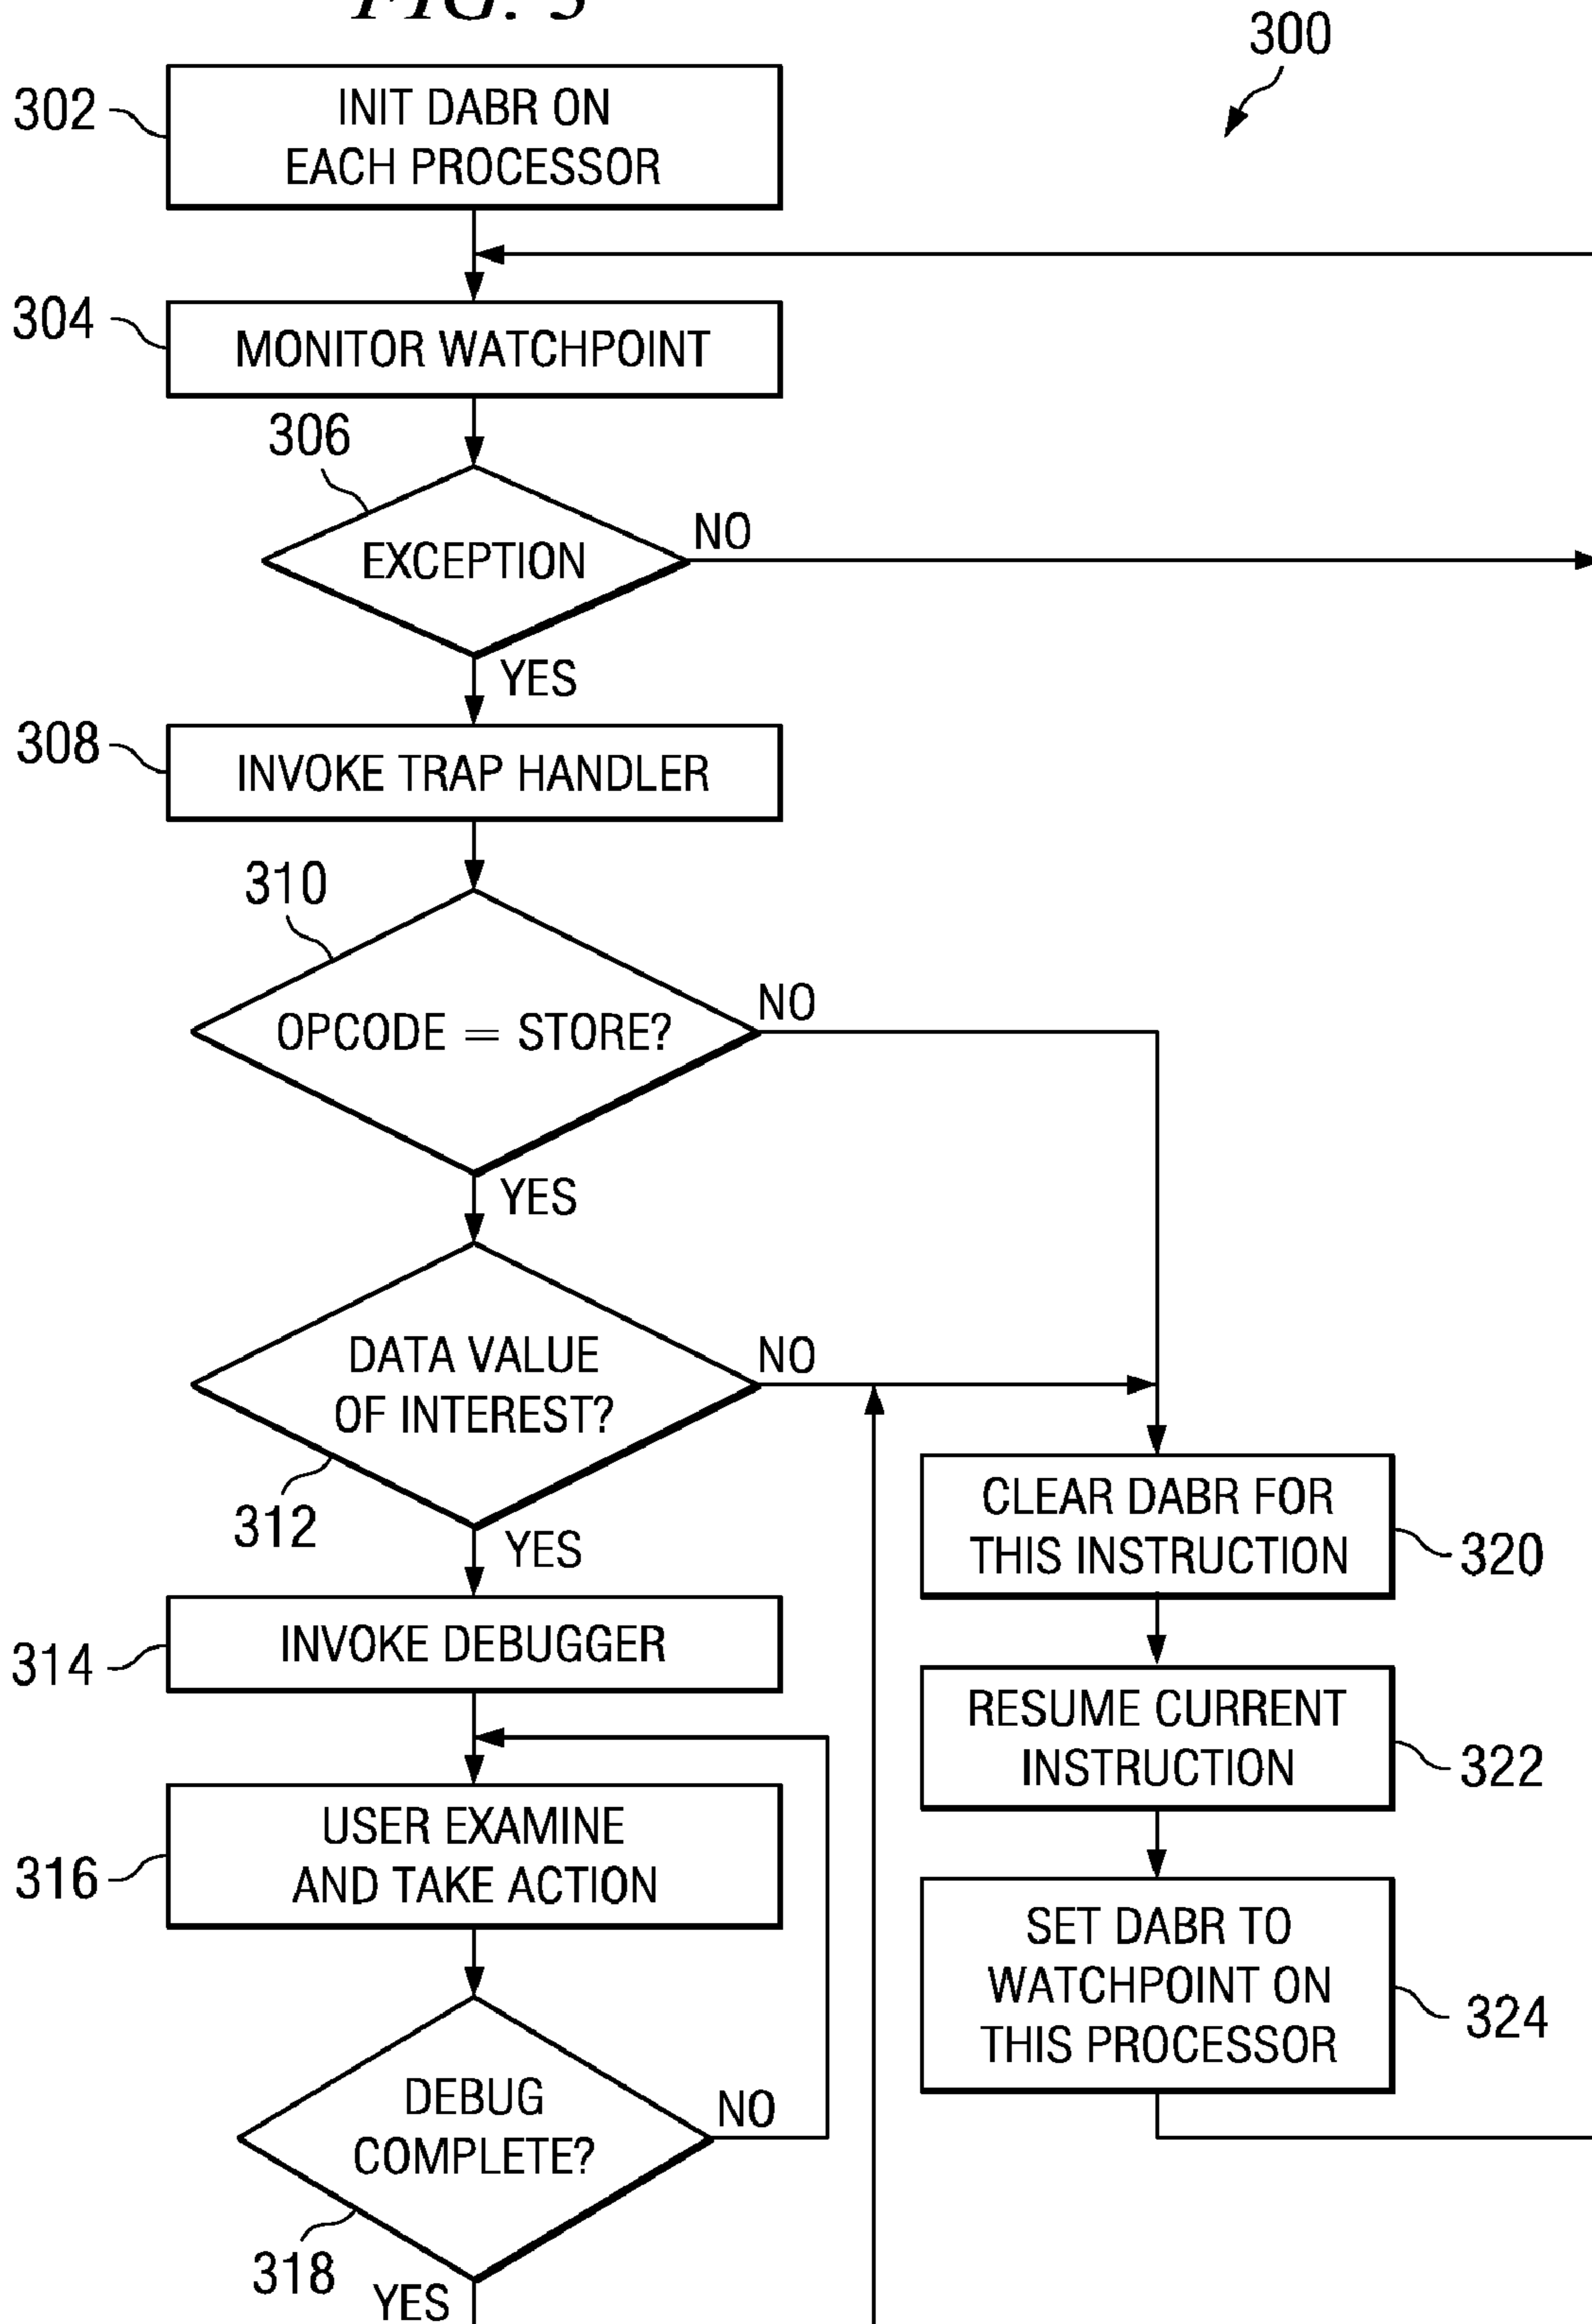 FIG. 3
300
302
INIT DABR ON
EACH PROCESSOR
304
MONITOR WATCHPOINT
306
EXCEPTION
NO
YES
308
INVOKE TRAP HANDLER
310
OPCODE = STORE?
NO
YES
DATA VALUE
OF INTEREST?
NO
312
YES
314
INVOKE DEBUGGER
316
USER EXAMINE
AND TAKE ACTION
DEBUG
COMPLETE?
NO
318
YES
CLEAR DABR FOR
THIS INSTRUCTION
320
RESUME CURRENT
INSTRUCTION
322
SET DABR TO
WATCHPOINT ON
THIS PROCESSOR
324